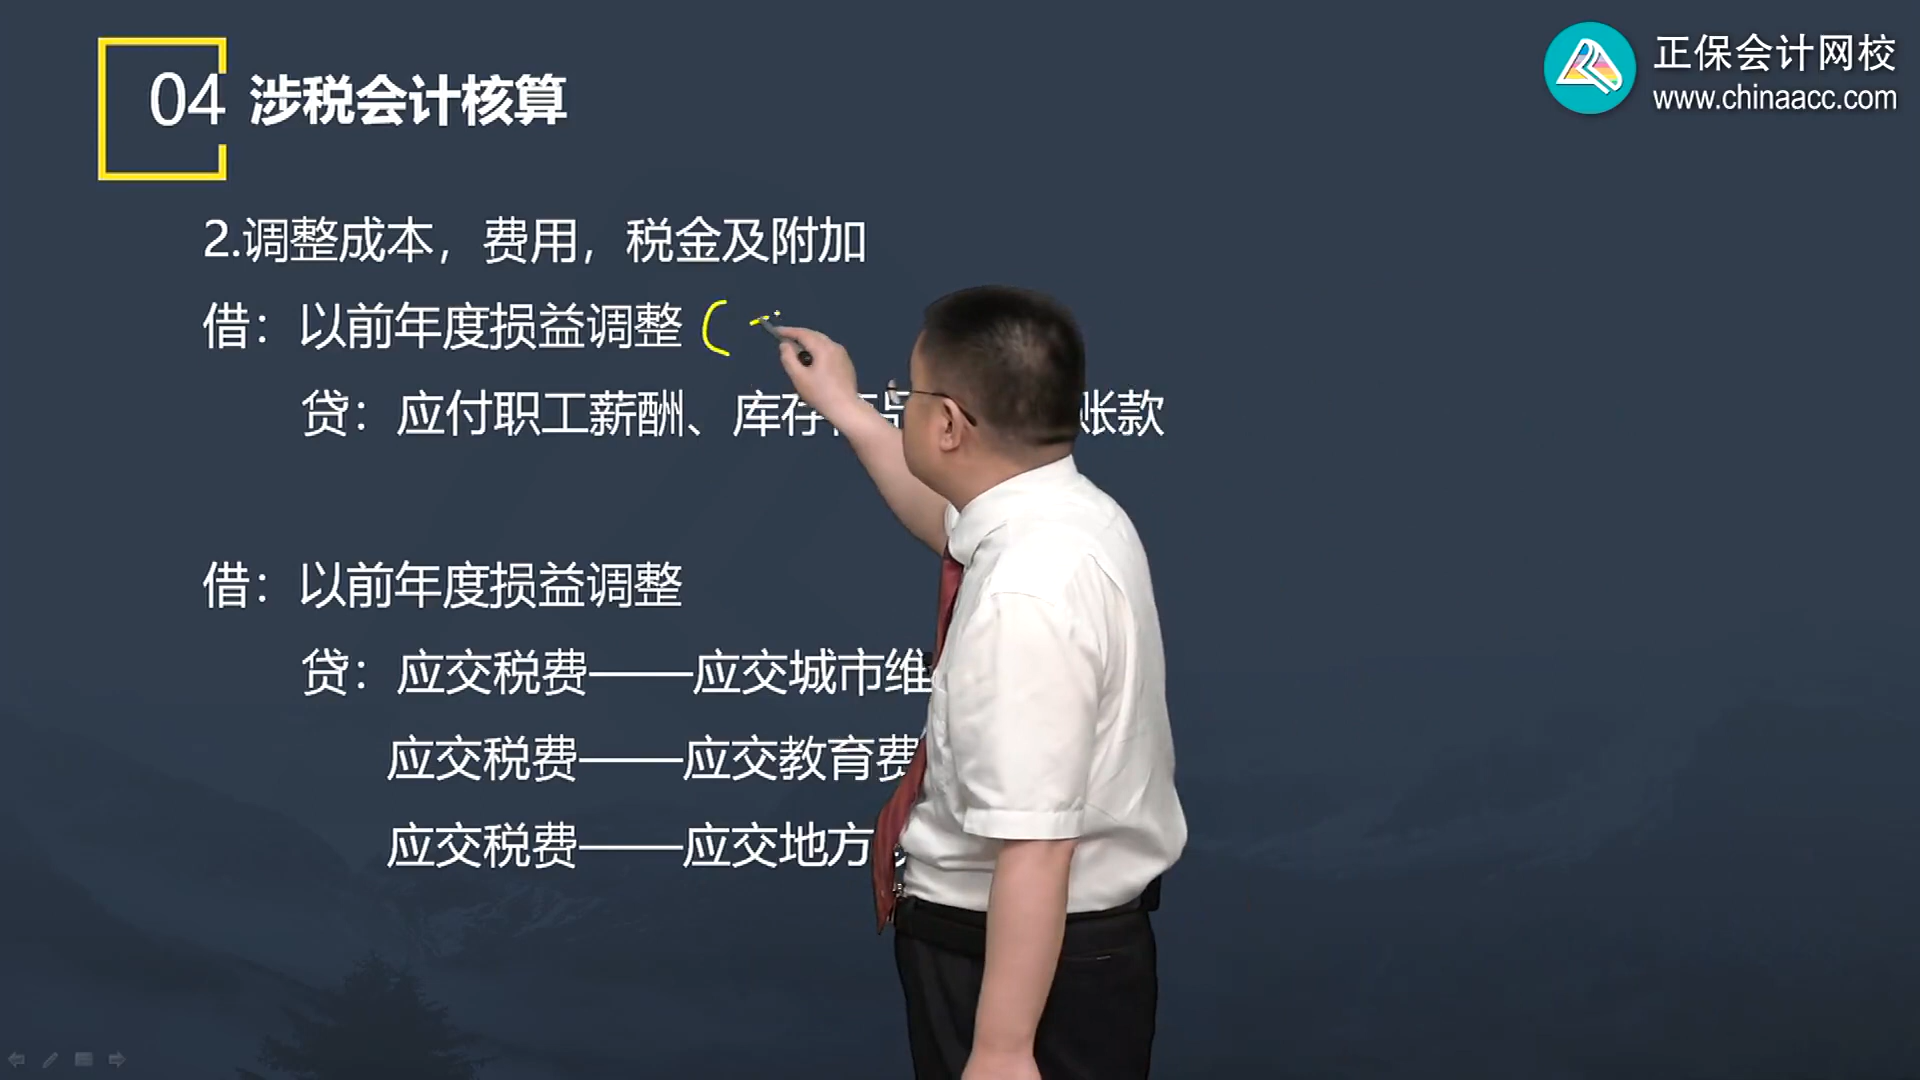 正保会计网校
www.chinaacc.com
04 涉税会计核算
2.调整成本，费用，税金及附加
借：以前年度损益调整 (
贷：应付职工薪酬、库存 账款
借：以前年度损益调整
贷：应交税费——应交城市维
应交税费——应交教育费
应交税费——应交地方